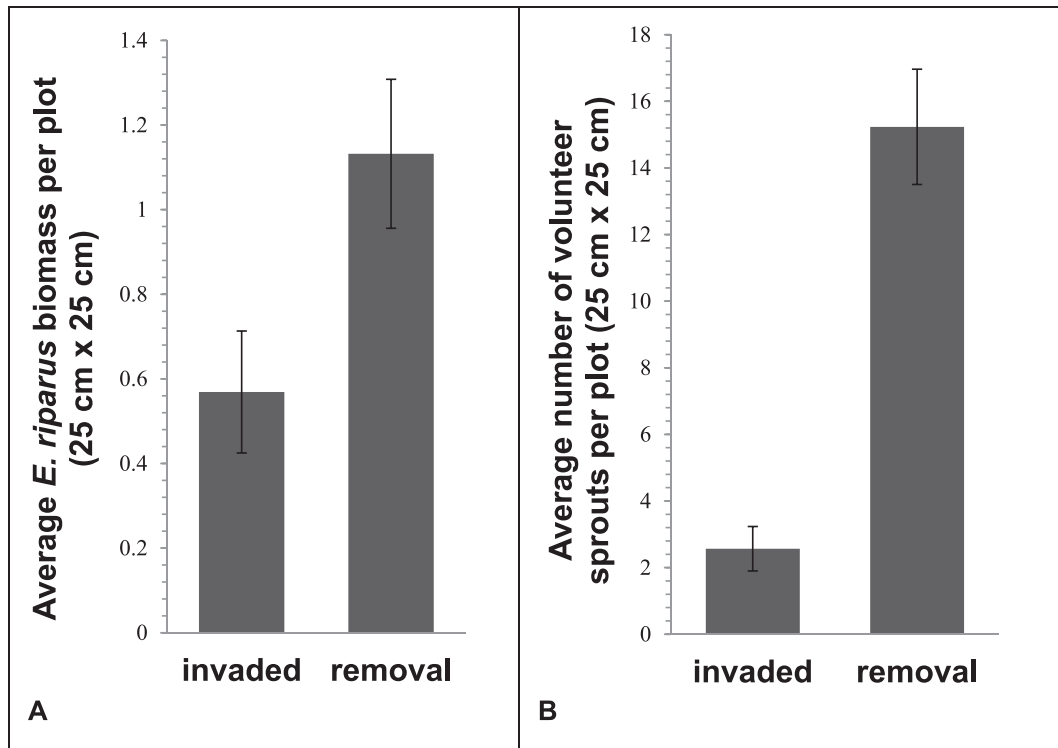 Average E. riparus biomass per plot
(25 cm x 25 cm)
1.4
1.2
1
0.8
0.6
0.4
0.2
0
invaded removal
A
Average number of volunteer
sprouts per plot (25 cm x 25 cm)
18
16
14
12
10
8
6
4
2
0
invaded removal
B